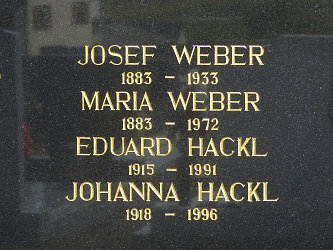 JOSEF WEBER
1883 – 1933
MARIA WEBER
1883 – 1972
EDUARD HACKL
1915 – 1991
JOHANNA HACKL
1918 – 1996